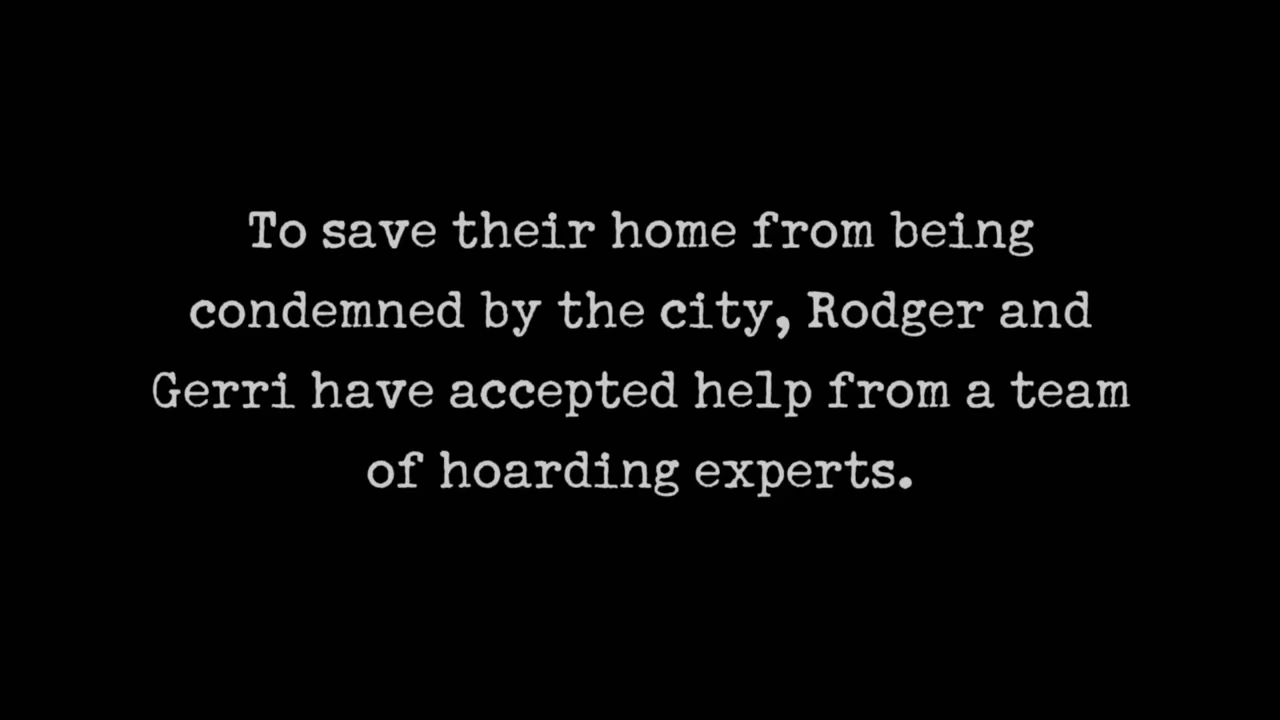 To save their home from being
condemned by the city, Rodger and
Gerri have accepted help from a team
of hoarding experts.